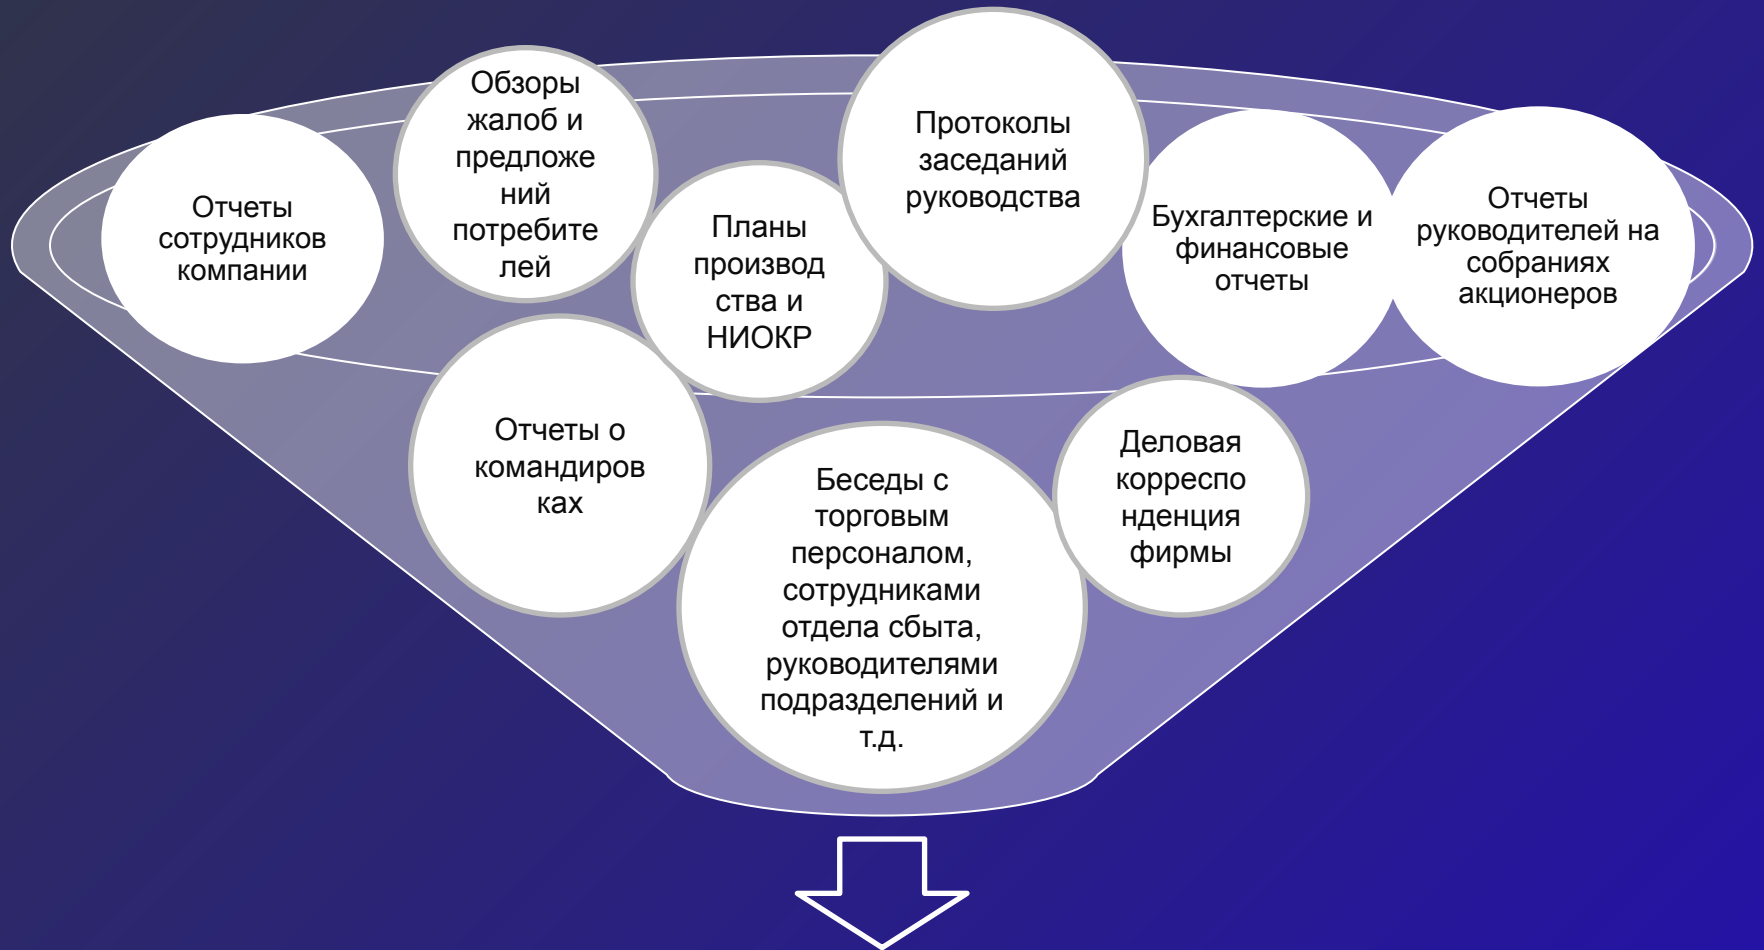 Отчеты
сотрудников
компании
Обзоры
жалоб и
предложе
ний
потребите
лей
Планы
производ
ства и
НИОКР
Протоколы
заседаний
руководства
Бухгалтерские и
финансовые
отчеты
Отчеты
руководителей на
собраниях
акционеров
Отчеты о
командиров
ках
Беседы с
торговым
персоналом,
сотрудниками
отдела сбыта,
руководителями
подразделений и
т.д.
Деловая
корреспо
нденция
фирмы